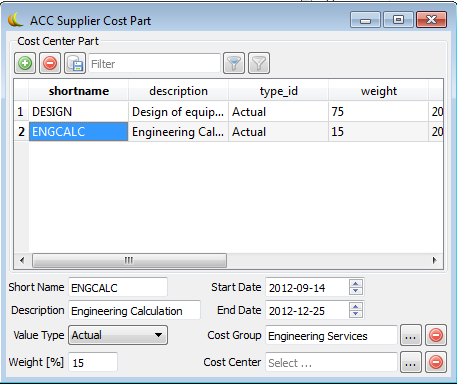 ACC Supplier Cost Part
Cost Center Part
Filter
shortname description type_id weight
1 DESIGN Design of equip... Actual 75 20
2 ENGCALC Engineering Cal... Actual 15 20
Short Name ENGCALC Start Date 2012-09-14
Description Engineering Calculation End Date 2012-12-25
Value Type Actual Cost Group Engineering Services ...
Weight [%] 15 Cost Center Select ... ...